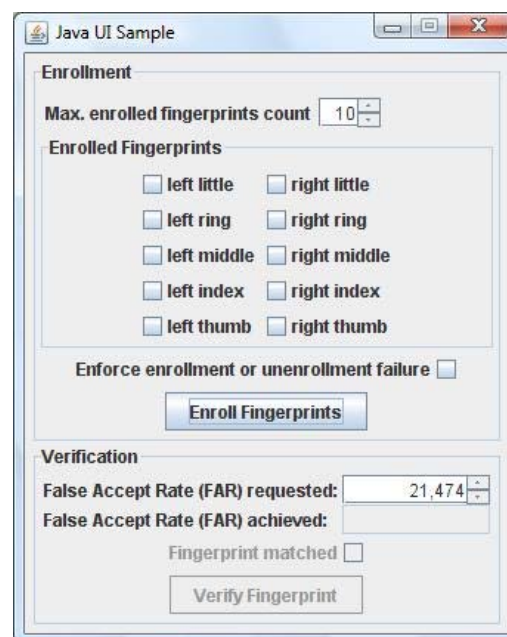 Java UI Sample
Enrollment
Max. enrolled fingerprints count 10
Enrolled Fingerprints
left little right little
left ring right ring
left middle right middle
left index right index
left thumb right thumb
Enforce enrollment or unenrollment failure
Enroll Fingerprints
Verification
False Accept Rate (FAR) requested: 21,474
False Accept Rate (FAR) achieved:
Fingerprint matched
Verify Fingerprint